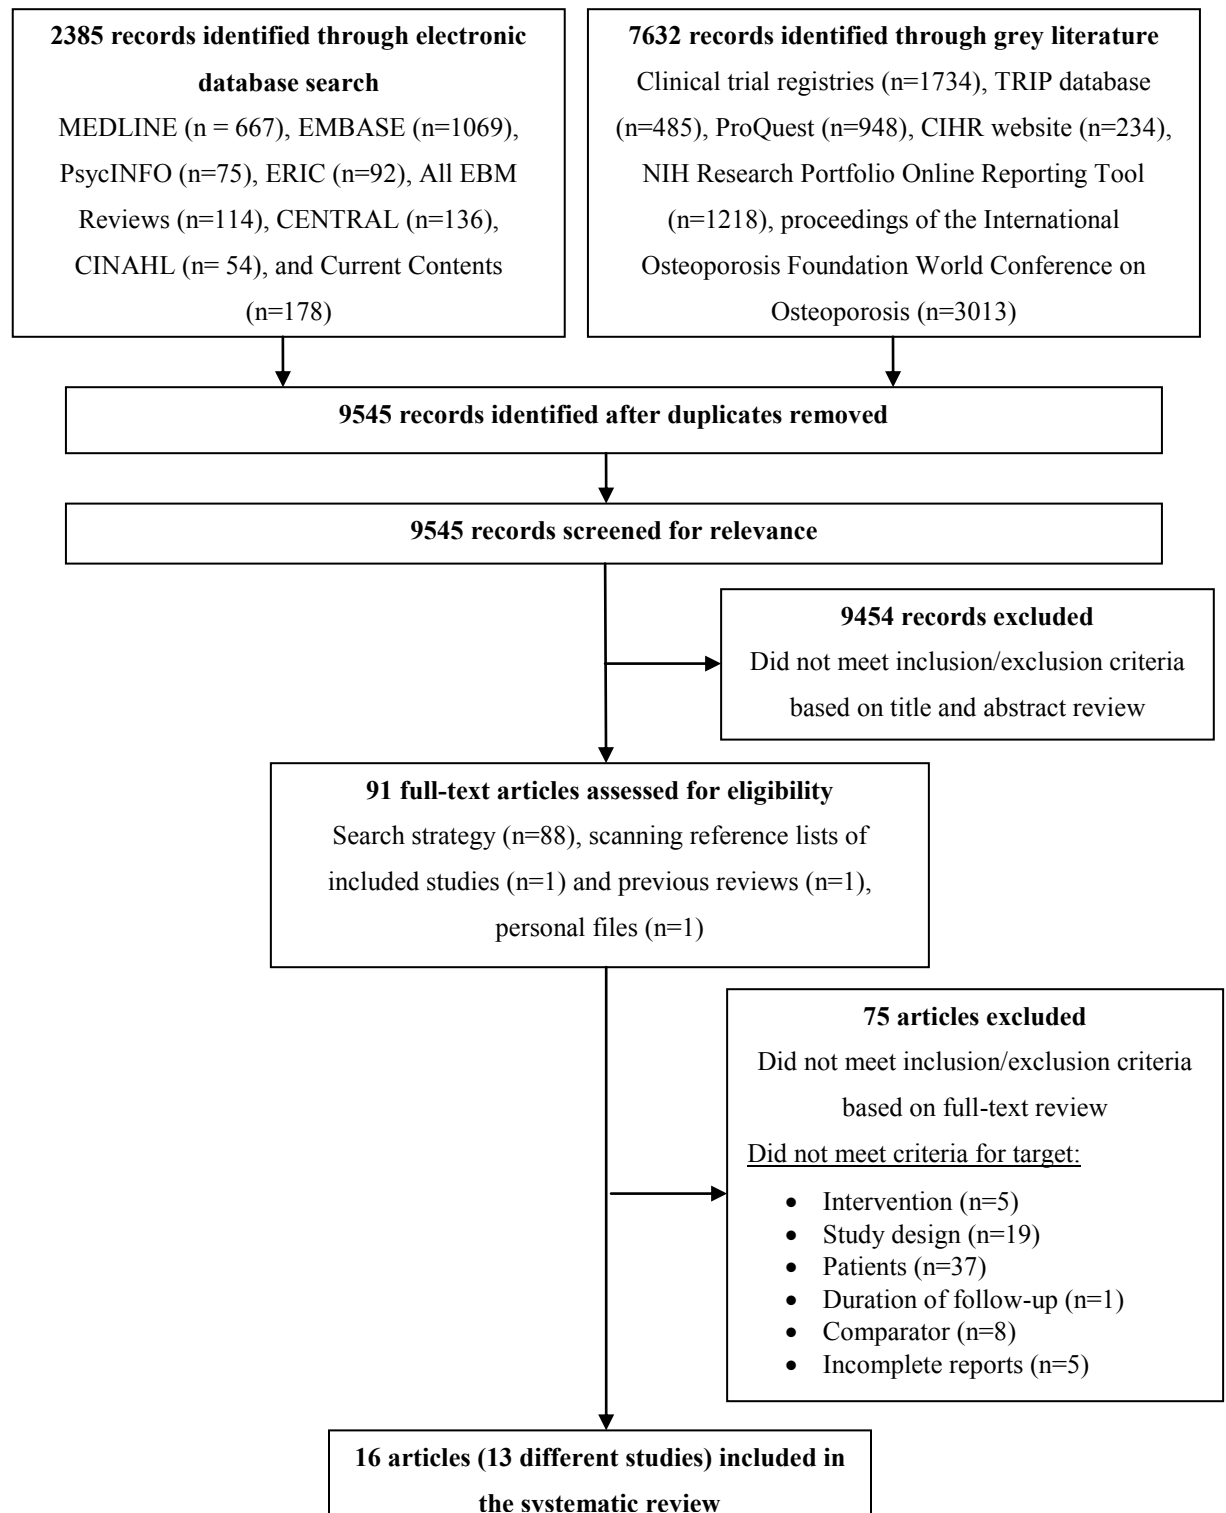 2385 records identified through electronic
database search
MEDLINE (n = 667), EMBASE (n=1069),
PsycINFO (n=75), ERIC (n=92), All EBM
Reviews (n=114), CENTRAL (n=136),
CINAHL (n= 54), and Current Contents
(n=178)
7632 records identified through grey literature
Clinical trial registries (n=1734), TRIP database
(n=485), ProQuest (n=948), CIHR website (n=234),
NIH Research Portfolio Online Reporting Tool
(n=1218), proceedings of the International
Osteoporosis Foundation World Conference on
Osteoporosis (n=3013)
9545 records identified after duplicates removed
9545 records screened for relevance
9454 records excluded
Did not meet inclusion/exclusion criteria
based on title and abstract review
91 full-text articles assessed for eligibility
Search strategy (n=88), scanning reference lists of
included studies (n=1) and previous reviews (n=1),
personal files (n=1)
75 articles excluded
Did not meet inclusion/exclusion criteria
based on full-text review
Did not meet criteria for target:
• Intervention (n=5)
• Study design (n=19)
• Patients (n=37)
• Duration of follow-up (n=1)
• Comparator (n=8)
• Incomplete reports (n=5)
16 articles (13 different studies) included in
the systematic review